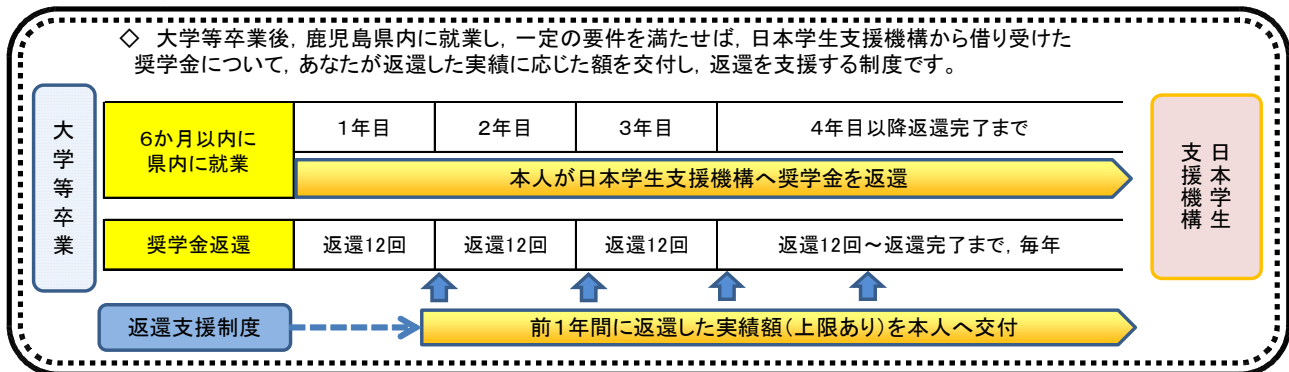 ◇　大学等卒業後，鹿児島県内に就業し，一定の要件を満たせば，日本学生支援機構から借り受けた
奨学金について，あなたが返還した実績に応じた額を交付し，返還を支援する制度です。
大学等卒業
6か月以内に
県内に就業
1年目
2年目
3年目
4年目以降返還完了まで
本人が日本学生支援機構へ奨学金を返還
日本学生
支援機構
奨学金返還
返還12回
返還12回
返還12回
返還12回～返還完了まで，毎年
返還支援制度
前1年間に返還した実績額（上限あり）を本人へ交付